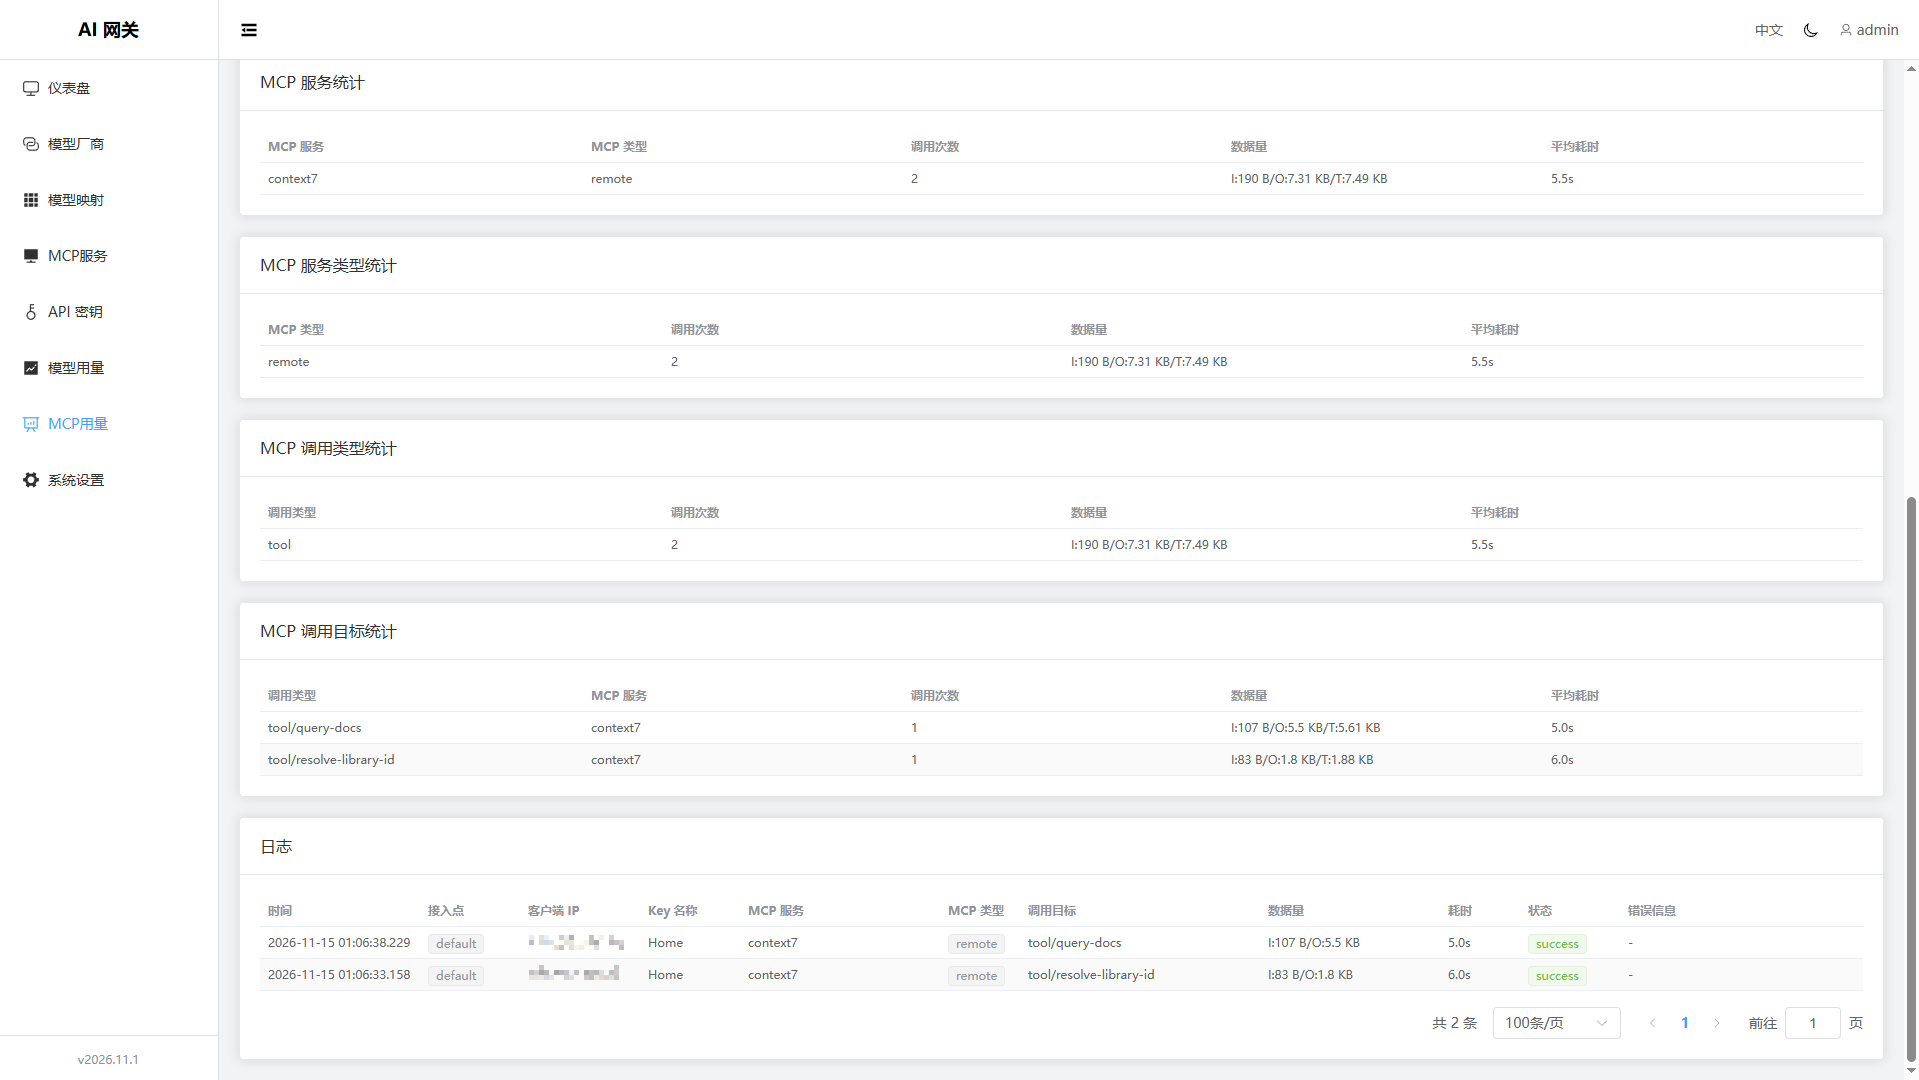 AI 网关
中文 admin
仪表盘
模型厂商
模型映射
MCP服务
API 密钥
模型用量
MCP用量
系统设置
v2026.11.1
MCP 服务统计
MCP 服务 MCP 类型 调用次数 数据量 平均耗时
context7 remote 2 I:190 B/O:7.31 KB/T:7.49 KB 5.5s
MCP 服务类型统计
MCP 类型 调用次数 数据量 平均耗时
remote 2 I:190 B/O:7.31 KB/T:7.49 KB 5.5s
MCP 调用类型统计
调用类型 调用次数 数据量 平均耗时
tool 2 I:190 B/O:7.31 KB/T:7.49 KB 5.5s
MCP 调用目标统计
调用类型 MCP 服务 调用次数 数据量 平均耗时
tool/query-docs context7 1 I:107 B/O:5.5 KB/T:5.61 KB 5.0s
tool/resolve-library-id context7 1 I:83 B/O:1.8 KB/T:1.88 KB 6.0s
日志
时间 接入点 客户端 IP Key 名称 MCP 服务 MCP 类型 调用目标 数据量 耗时 状态 错误信息
2026-11-15 01:06:38.229 default Home context7 remote tool/query-docs I:107 B/O:5.5 KB 5.0s success -
2026-11-15 01:06:33.158 default Home context7 remote tool/resolve-library-id I:83 B/O:1.8 KB 6.0s success -
共 2 条 100条/页 1 前往 1 页